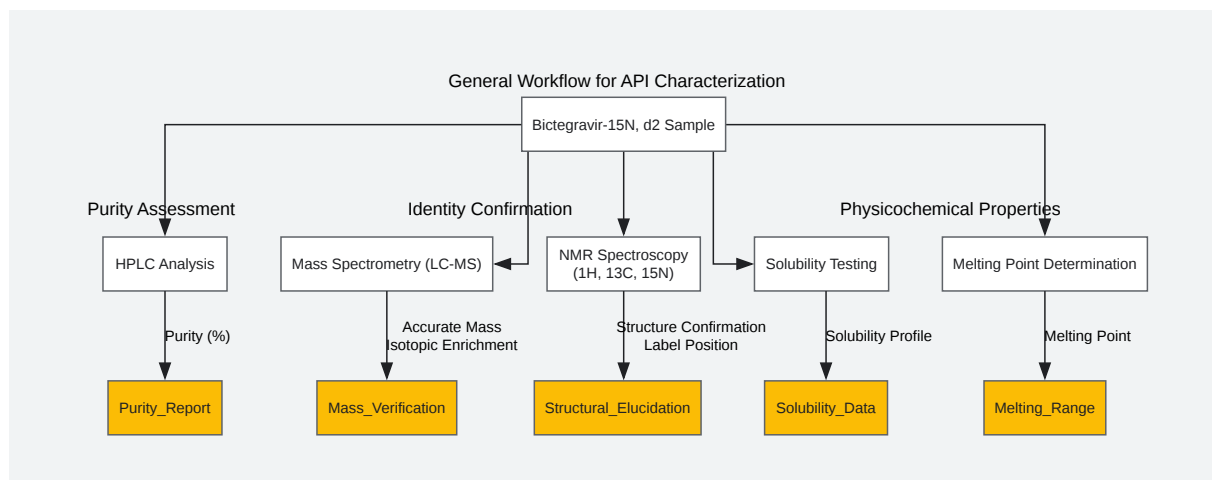 General Workflow for API Characterization
Bictegravir-15N, d2 Sample
Purity Assessment
Identity Confirmation
Physicochemical Properties
HPLC Analysis
Mass Spectrometry (LC-MS)
NMR Spectroscopy
(1H, 13C, 15N)
Solubility Testing
Melting Point Determination
Purity (%)
Accurate Mass
Isotopic Enrichment
Structure Confirmation
Label Position
Solubility Profile
Melting Point
Purity_Report
Mass_Verification
Structural_Elucidation
Solubility_Data
Melting_Range